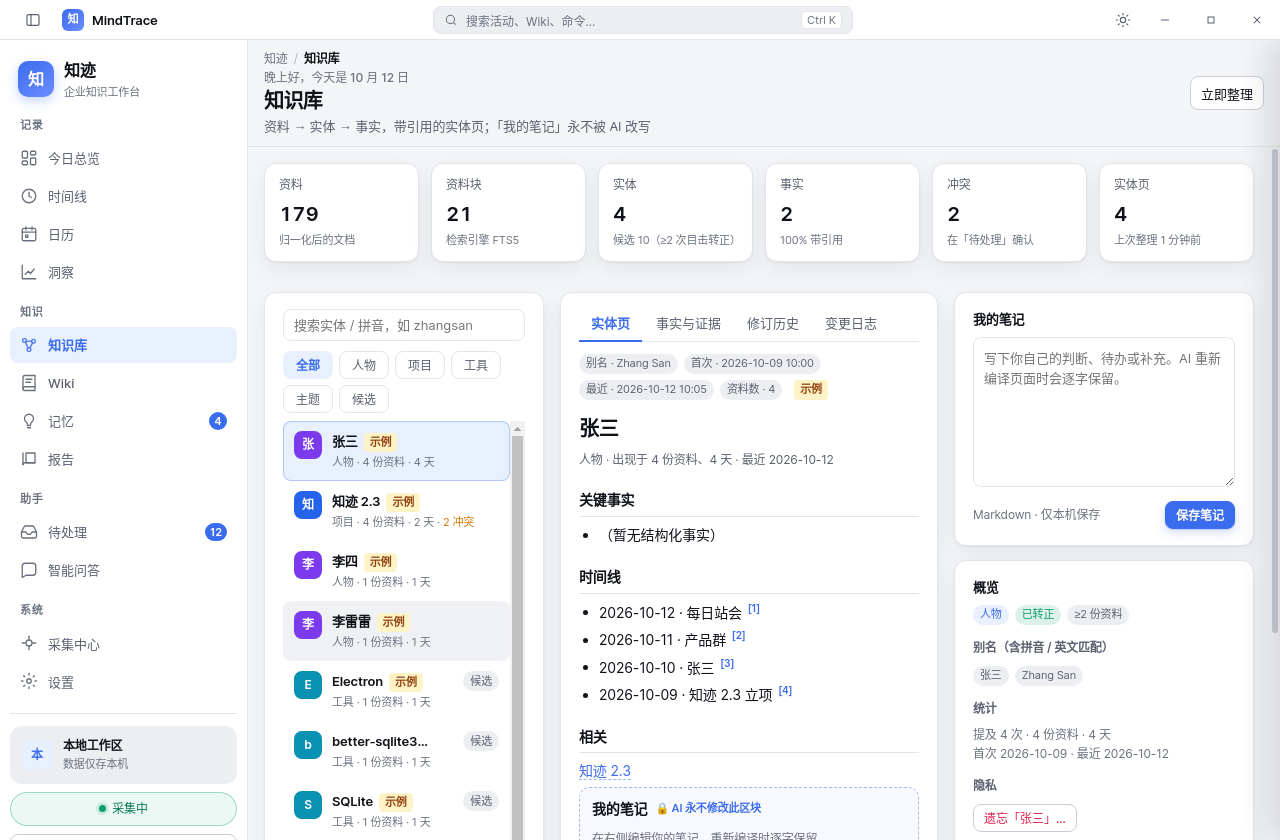 知 MindTrace
搜索活动、Wiki、命令... Ctrl K
知 知迹
企业知识工作台
记录
今日总览
时间线
日历
洞察
知识
知识库
Wiki
记忆 4
报告
助手
待处理 12
智能问答
系统
采集中心
设置
本 本地工作区
数据仅存本机
采集中
知迹 / 知识库
晚上好，今天是 10 月 12 日
知识库
资料 → 实体 → 事实，带引用的实体页；「我的笔记」永不被 AI 改写
立即整理
资料
179
归一化后的文档
资料块
21
检索引擎 FTS5
实体
4
候选 10（≥2 次目击转正）
事实
2
100% 带引用
冲突
2
在「待处理」确认
实体页
4
上次整理 1 分钟前
搜索实体 / 拼音，如 zhangsan
全部 人物 项目 工具
主题 候选
张 张三 示例
人物 · 4 份资料 · 4 天
知 知迹 2.3 示例
项目 · 4 份资料 · 2 天 · 2 冲突
李 李四 示例
人物 · 1 份资料 · 1 天
李 李雷雷 示例
人物 · 1 份资料 · 1 天
E Electron 示例 候选
工具 · 1 份资料 · 1 天
b better-sqlite3... 候选
工具 · 1 份资料 · 1 天
S SQLite 示例 候选
工具 · 1 份资料 · 1 天
实体页 事实与证据 修订历史 变更日志
别名 · Zhang San 首次 · 2026-10-09 10:00
最近 · 2026-10-12 10:05 资料数 · 4 示例
张三
人物 · 出现于 4 份资料、4 天 · 最近 2026-10-12
关键事实
（暂无结构化事实）
时间线
2026-10-12 · 每日站会 [1]
2026-10-11 · 产品群 [2]
2026-10-10 · 张三 [3]
2026-10-09 · 知迹 2.3 立项 [4]
相关
知迹 2.3
我的笔记 🔒 AI 永不修改此区块
在右侧编辑你的笔记，重新编译时逐字保留
我的笔记
写下你自己的判断、待办或补充。AI 重新
编译页面时会逐字保留。
Markdown · 仅本机保存 保存笔记
概览
人物 已转正 ≥2 份资料
别名（含拼音 / 英文匹配）
张三 Zhang San
统计
提及 4 次 · 4 份资料 · 4 天
首次 2026-10-09 · 最近 2026-10-12
隐私
遗忘「张三」...